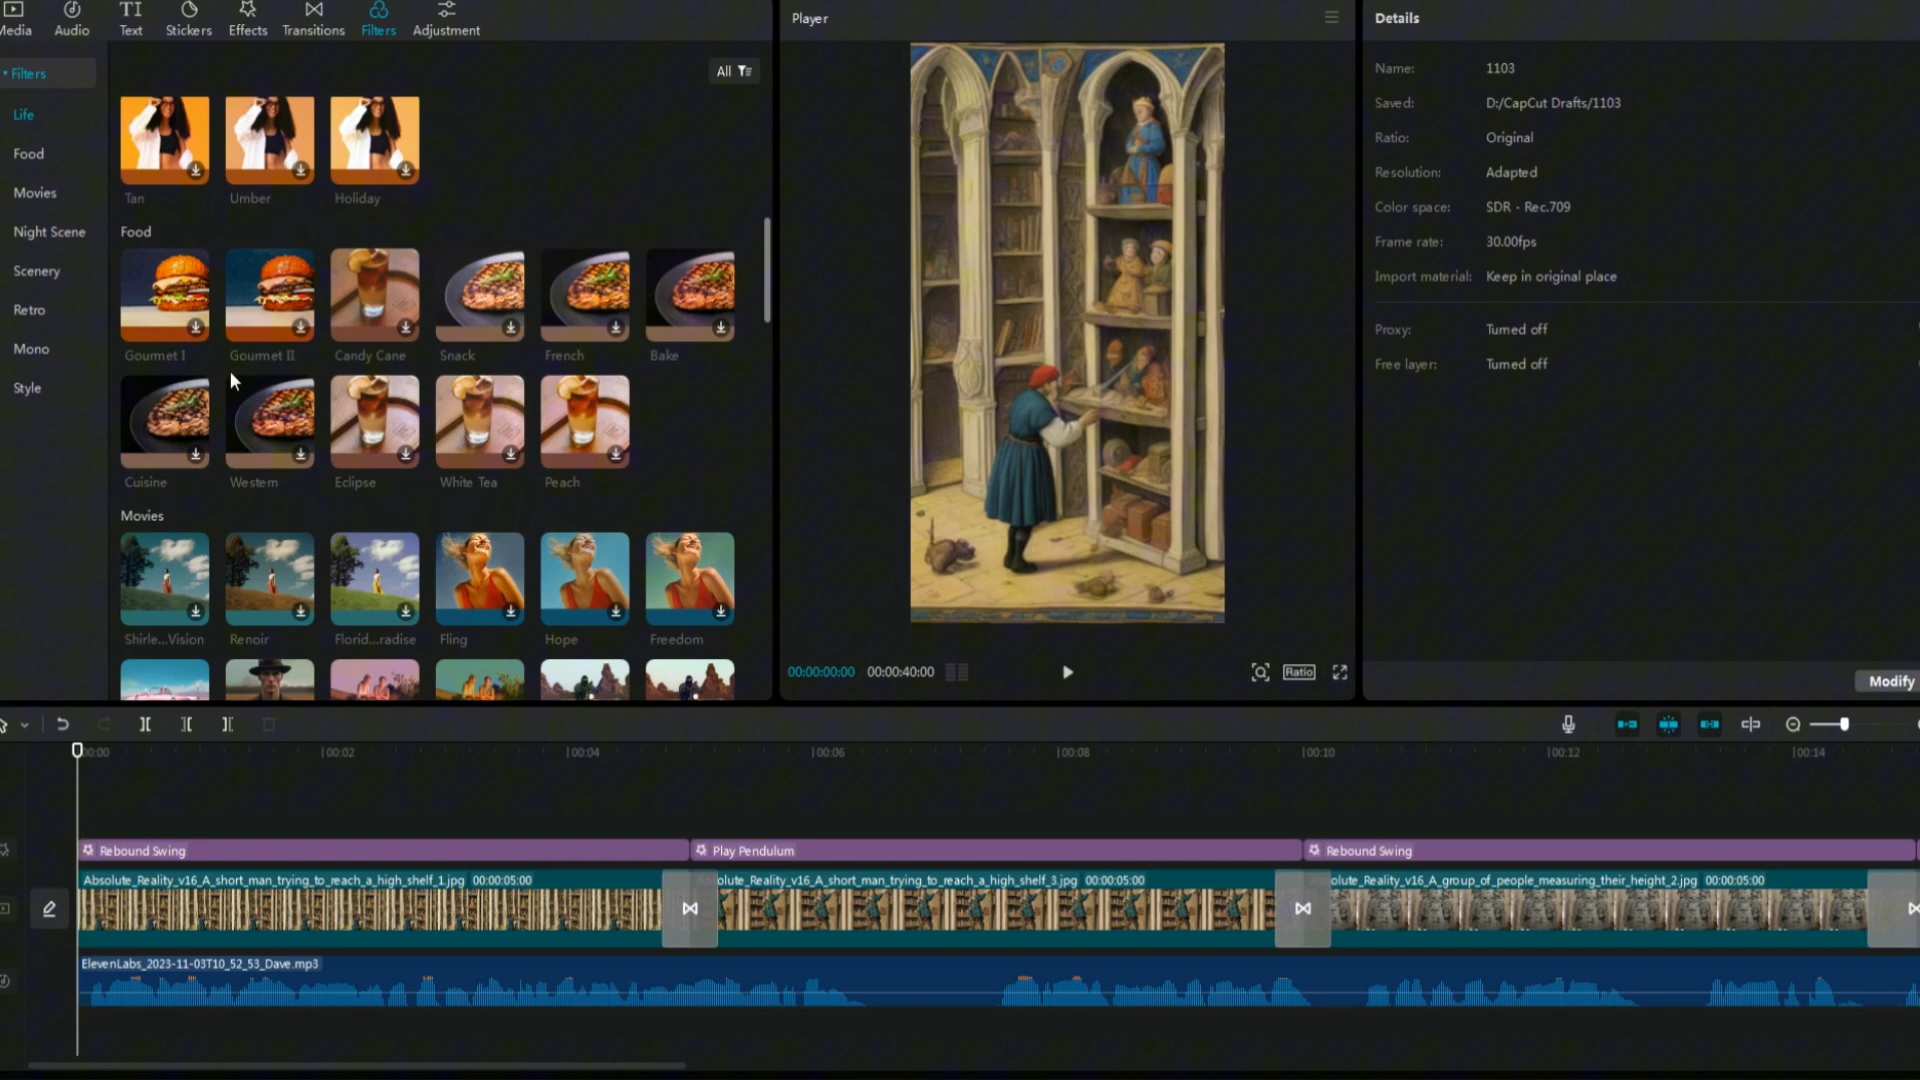 Media Audio Text Stickers Effects Transitions Filters Adjustment
Filters
All
Life
Food
Movies
Night Scene
Scenery
Retro
Mono
Style
Tan Umber Holiday
Food
Gourmet I Gourmet II Candy Cane Snack French Bake
Cuisine Western Eclipse White Tea Peach
Movies
Shirle...Vision Renoir Florid...radise Fling Hope Freedom
Player
00:00:00:00 00:00:40:00
Ratio
Details
Name: 1103
Saved: D:/CapCut Drafts/1103
Ratio: Original
Resolution: Adapted
Color space: SDR - Rec.709
Frame rate: 30.00fps
Import material: Keep in original place
Proxy: Turned off
Free layer: Turned off
Modify
00:00 00:02 00:04 00:06 00:08 00:10 00:12 00:14
Rebound Swing Play Pendulum Rebound Swing
Absolute_Reality_v16_A_short_man_trying_to_reach_a_high_shelf_1.jpg 00:00:05:00
olute_Reality_v16_A_short_man_trying_to_reach_a_high_shelf_3.jpg 00:00:05:00
olute_Reality_v16_A_group_of_people_measuring_their_height_2.jpg 00:00:05:00
ElevenLabs_2023-11-03T10_52_53_Dave.mp3